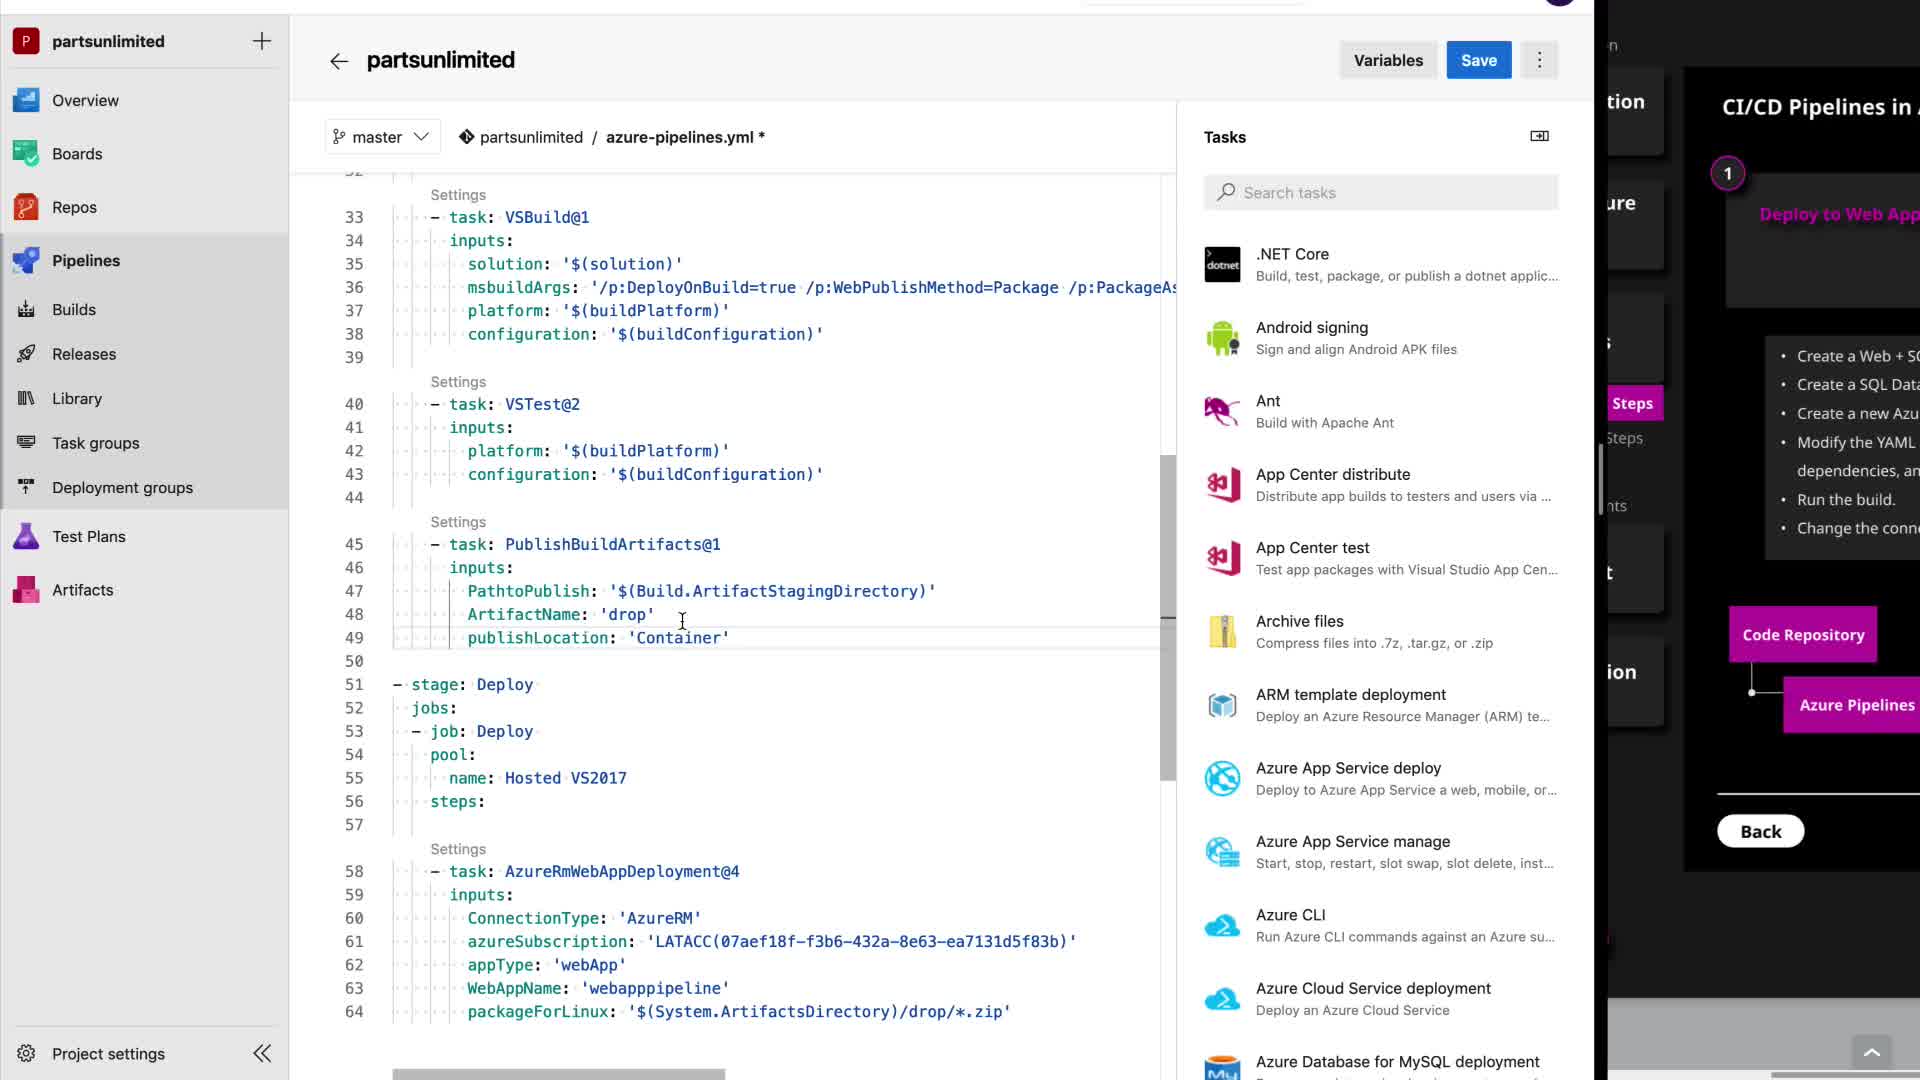 P partsunlimited
Overview
Boards
Repos
Pipelines
Builds
Releases
Library
Task groups
Deployment groups
Test Plans
Artifacts
Project settings
partsunlimited
Variables
Save
master
partsunlimited / azure-pipelines.yml *
Settings
33 - task: VSBuild@1
34 inputs:
35 solution: '$(solution)'
36 msbuildArgs: '/p:DeployOnBuild=true /p:WebPublishMethod=Package /p:PackageAs
37 platform: '$(buildPlatform)'
38 configuration: '$(buildConfiguration)'
39
Settings
40 - task: VSTest@2
41 inputs:
42 platform: '$(buildPlatform)'
43 configuration: '$(buildConfiguration)'
44
Settings
45 - task: PublishBuildArtifacts@1
46 inputs:
47 PathtoPublish: '$(Build.ArtifactStagingDirectory)'
48 ArtifactName: 'drop'
49 publishLocation: 'Container'
50
51 - stage: Deploy
52 jobs:
53 - job: Deploy
54 pool:
55 name: Hosted VS2017
56 steps:
57
Settings
58 - task: AzureRmWebAppDeployment@4
59 inputs:
60 ConnectionType: 'AzureRM'
61 azureSubscription: 'LATACC(07aef18f-f3b6-432a-8e63-ea7131d5f83b)'
62 appType: 'webApp'
63 WebAppName: 'webapppipeline'
64 packageForLinux: '$(System.ArtifactsDirectory)/drop/*.zip'
Tasks
Search tasks
dotnet
.NET Core
Build, test, package, or publish a dotnet applic...
Android signing
Sign and align Android APK files
Ant
Build with Apache Ant
App Center distribute
Distribute app builds to testers and users via ...
App Center test
Test app packages with Visual Studio App Cen...
Archive files
Compress files into .7z, .tar.gz, or .zip
ARM template deployment
Deploy an Azure Resource Manager (ARM) te...
Azure App Service deploy
Deploy to Azure App Service a web, mobile, or...
Azure App Service manage
Start, stop, restart, slot swap, slot delete, inst...
Azure CLI
Run Azure CLI commands against an Azure su...
Azure Cloud Service deployment
Deploy an Azure Cloud Service
Azure Database for MySQL deployment
My
n
tion
ure
s
Steps
Steps
nts
t
ion
CI/CD Pipelines in
1
Deploy to Web App
• Create a Web + S
• Create a SQL Data
• Create a new Azu
• Modify the YAML
dependencies, an
• Run the build.
• Change the conne
Code Repository
Azure Pipelines
Back